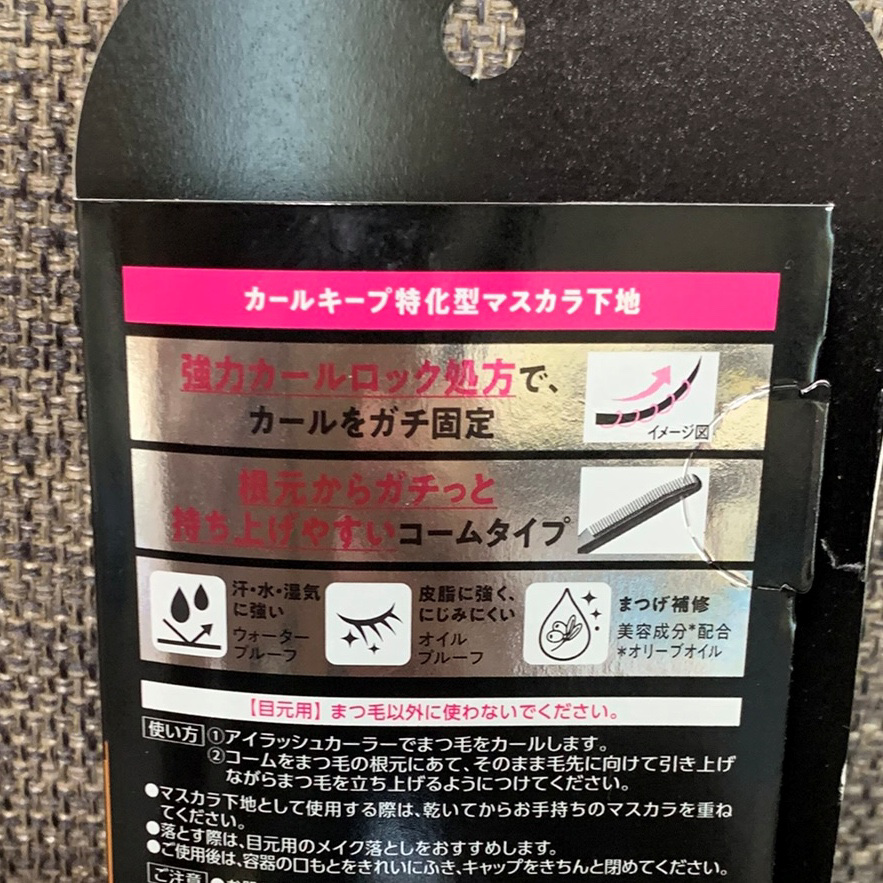 カールキープ特化型マスカラ下地
強力カールロック処方で、
カールをガチ固定
イメージ図
根元からガチっと
持ち上げやすいコームタイプ
汗・水・湿気
に強い
ウォーター
プルーフ
皮脂に強く、
にじみにくい
オイル
プルーフ
まつげ補修
美容成分*配合
*オリーブオイル
【目元用】まつ毛以外に使わないでください。
使い方 ①アイラッシュカーラーでまつ毛をカールします。
②コームをまつ毛の根元にあて、そのまま毛先に向けて引き上げ
ながらまつ毛を立ち上げるようにつけてください。
●マスカラ下地として使用する際は、乾いてからお手持ちのマスカラを重ね
てください。
●落とす際は、目元用のメイク落としをおすすめします。
●ご使用後は、容器の口もとをきれいにふき、キャップをきちんと閉めてください。
ご注意